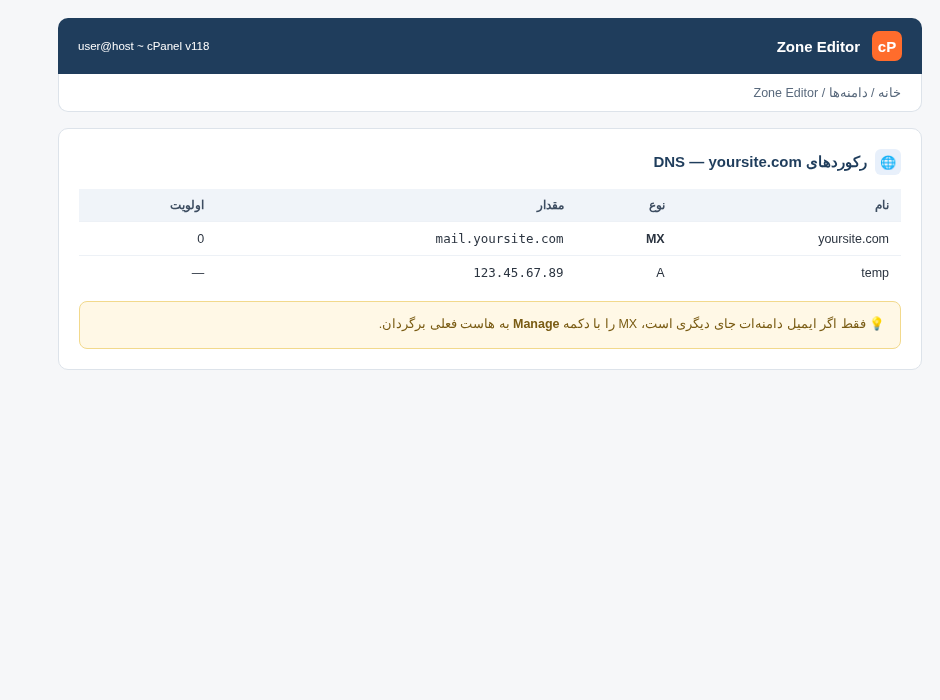 cP Zone Editor user@host ~ cPanel v118
خانه / دامنه‌ها / Zone Editor
رکوردهای DNS — yoursite.com
نام نوع مقدار اولویت
yoursite.com MX mail.yoursite.com 0
temp A 123.45.67.89 —
💡 فقط اگر ایمیل دامنه‌ات جای دیگری است، MX را با دکمه Manage به هاست فعلی برگردان.